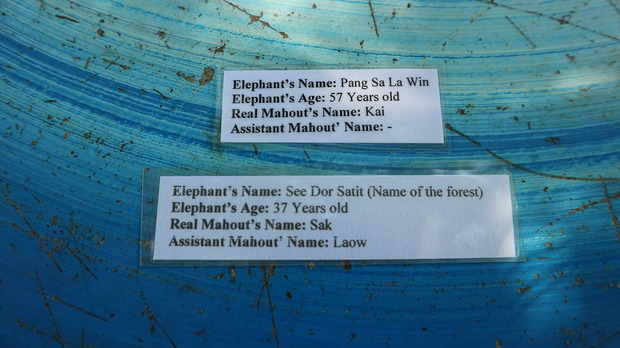 Elephant's Name: Pang Sa La Win
Elephant's Age: 57 Years old
Real Mahout's Name: Kai
Assistant Mahout' Name: -
Elephant's Name: See Dor Satit (Name of the forest)
Elephant's Age: 37 Years old
Real Mahout's Name: Sak
Assistant Mahout' Name: Laow